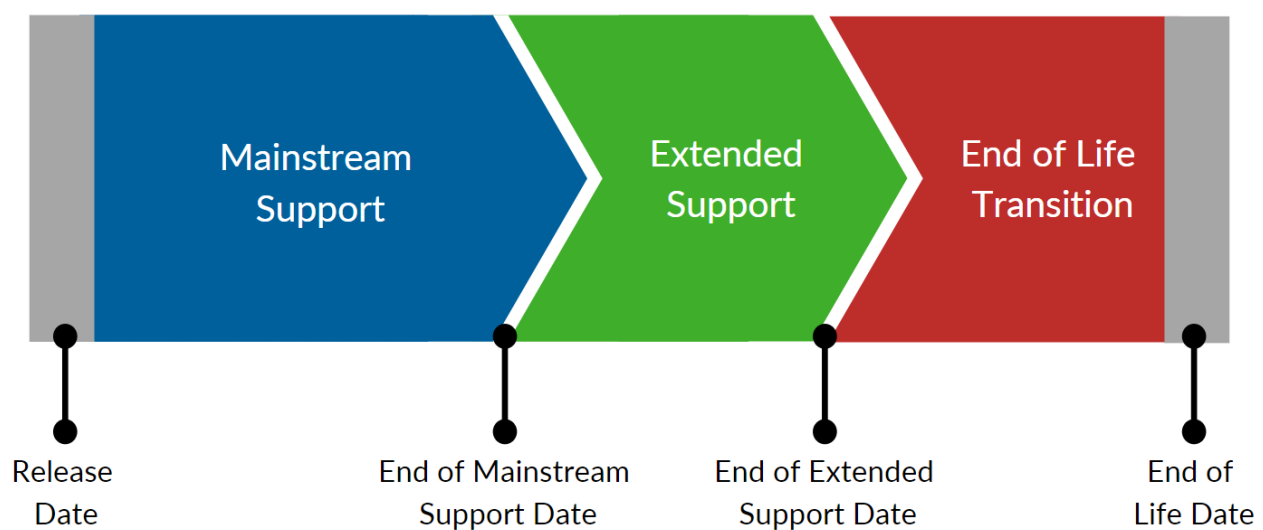 Mainstream
Support
Extended
Support
End of Life
Transition
Release
Date
End of Mainstream
Support Date
End of Extended
Support Date
End of
Life Date